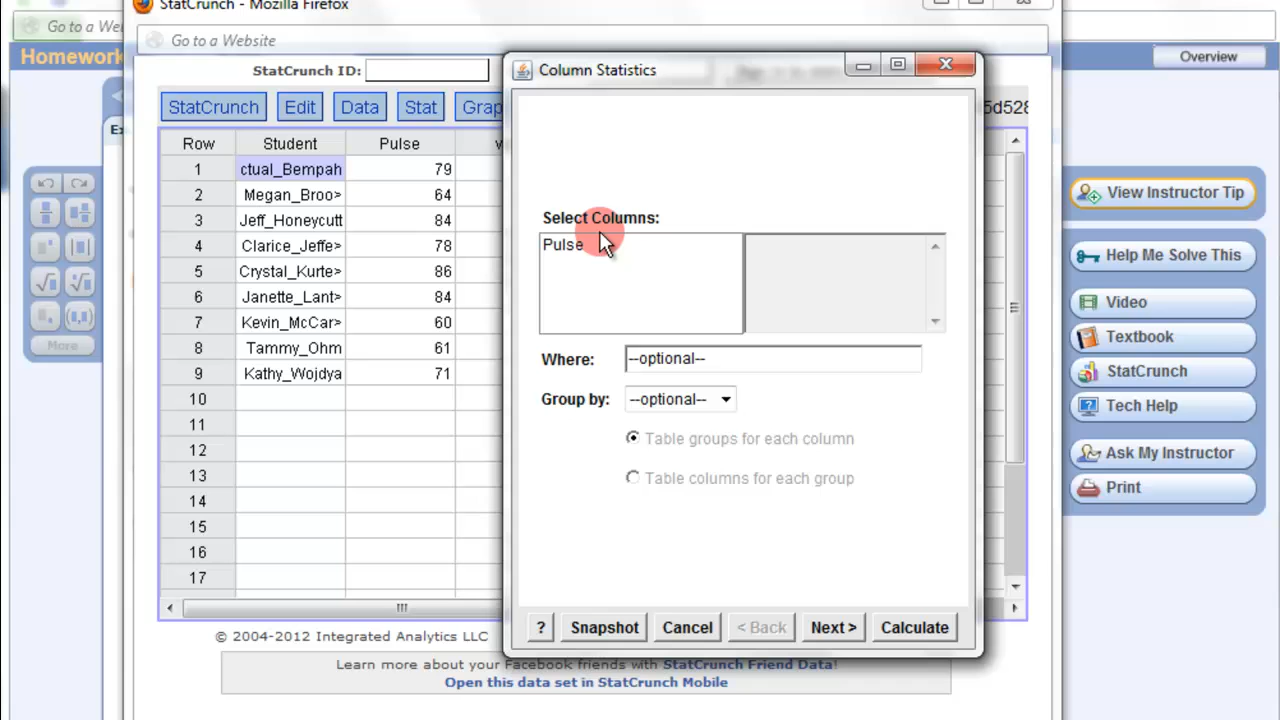 StatCrunch - Mozilla Firefox
Go to a We
Go to a Website
Homework
Overview
StatCrunch ID:
Column Statistics
StatCrunch Edit Data Stat Grap 5d528
Row Student Pulse
1 ctual_Bempah 79
2 Megan_Broo> 64
3 Jeff_Honeycutt 84
4 Clarice_Jeffe> 78
5 Crystal_Kurte> 86
6 Janette_Lant> 84
7 Kevin_McCar> 60
8 Tammy_Ohm 61
9 Kathy_Wojdya 71
10
11
12
13
14
15
16
17
Select Columns:
Pulse
Where: --optional--
Group by: --optional--
Table groups for each column
Table columns for each group
? Snapshot Cancel < Back Next > Calculate
View Instructor Tip
Help Me Solve This
Video
Textbook
StatCrunch
Tech Help
Ask My Instructor
Print
More
© 2004-2012 Integrated Analytics LLC
Learn more about your Facebook friends with StatCrunch Friend Data!
Open this data set in StatCrunch Mobile